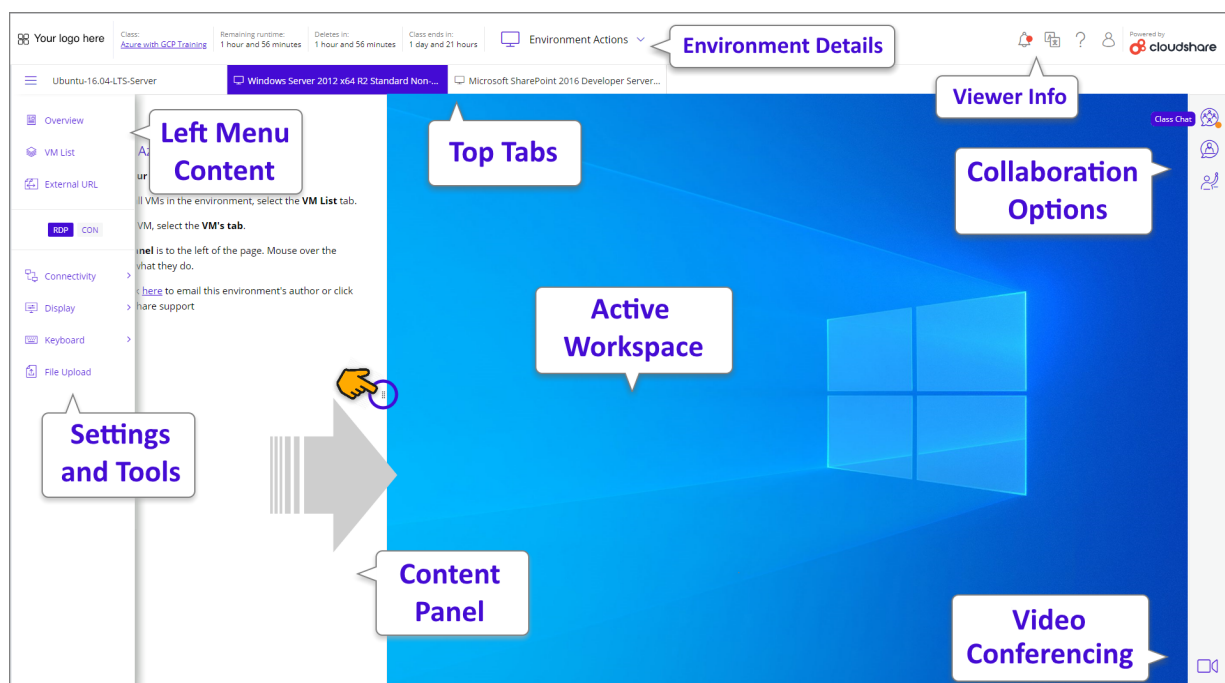 Your logo here
Class:
Azure with GCP Training
Remaining runtime:
1 hour and 56 minutes
Deletes in:
1 hour and 56 minutes
Class ends in:
1 day and 21 hours
Environment Actions
Environment Details
Powered by
cloudshare
Ubuntu-16.04-LTS-Server
Windows Server 2012 x64 R2 Standard Non-...
Microsoft SharePoint 2016 Developer Server...
Viewer Info
Overview
VM List
External URL
RDP CON
Connectivity
Display
Keyboard
File Upload
Left Menu
Content
Top Tabs
Class Chat
Collaboration
Options
VMs in the environment, select the VM List tab.
VM, select the VM's tab.
is to the left of the page. Mouse over the
what they do.
here to email this environment's author or click
support
Active
Workspace
Settings
and Tools
Content
Panel
Video
Conferencing